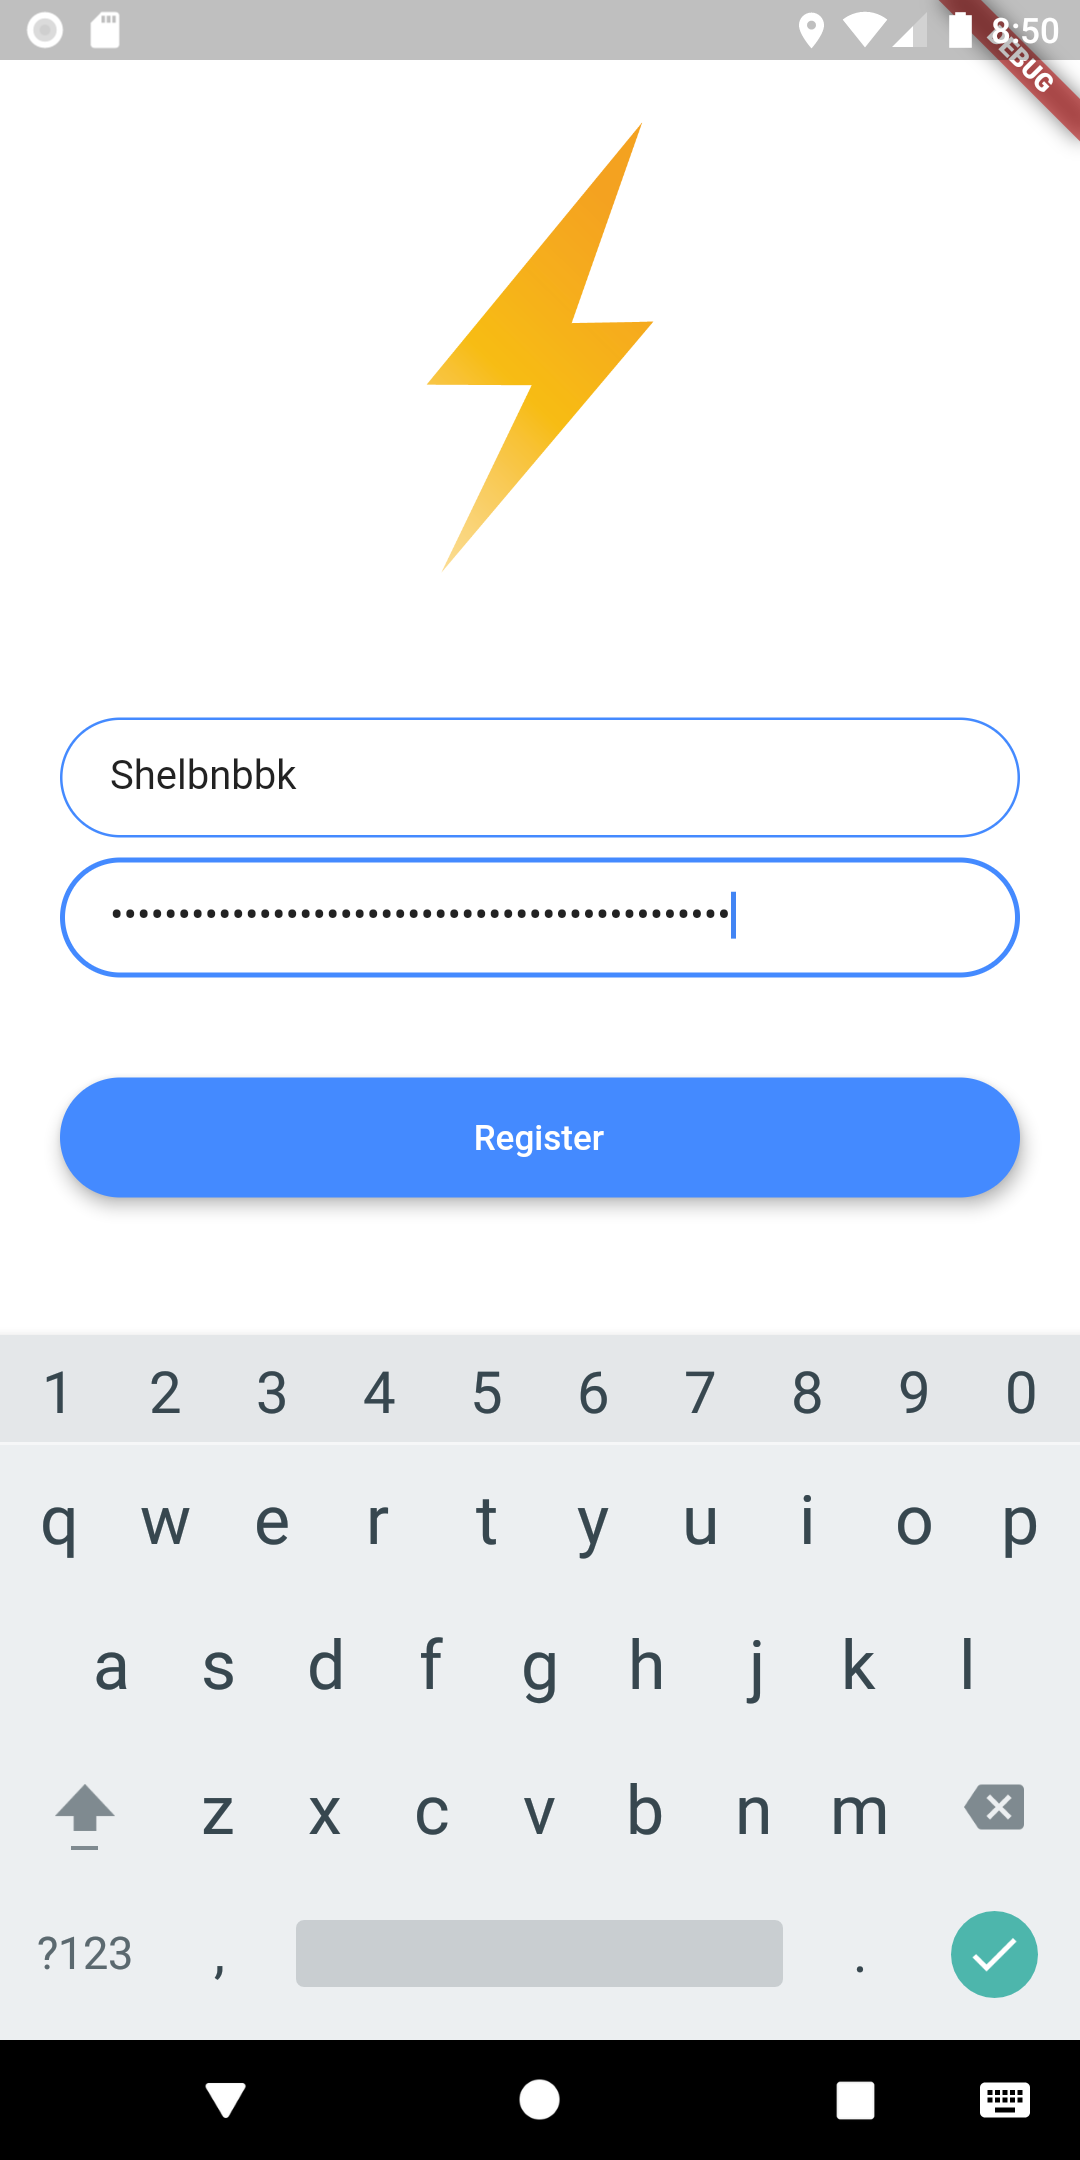 8:50
DEBUG
Shelbnbbk
••••••••••••••••••••••••••••••••••••••••••••••
Register
1 2 3 4 5 6 7 8 9 0
q w e r t y u i o p
a s d f g h j k l
z x c v b n m
?123 , .